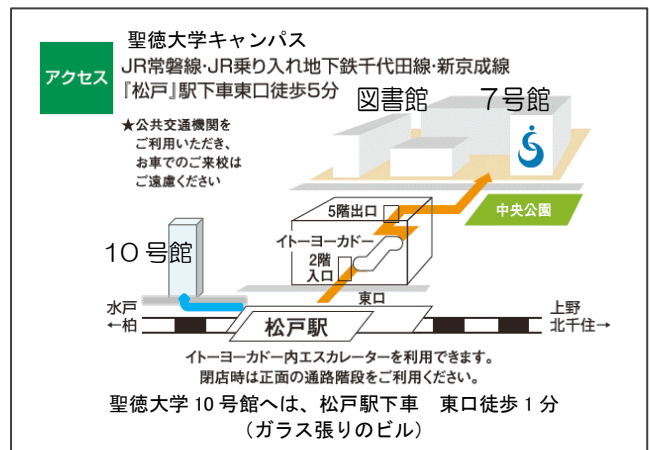 聖徳大学キャンパス
アクセス
JR常磐線･JR乗り入れ地下鉄千代田線･新京成線
『松戸』駅下車東口徒歩5分
★公共交通機関を
ご利用いただき、
お車でのご来校は
ご遠慮ください
図書館
7号館
5階出口
中央公園
イトーヨーカドー
2階
入口
10号館
東口
水戸
←柏
松戸駅
上野
北千住→
イトーヨーカドー内エスカレーターを利用できます。
閉店時は正面の通路階段をご利用ください。
聖徳大学10号館へは、松戸駅下車　東口徒歩1分
（ガラス張りのビル）